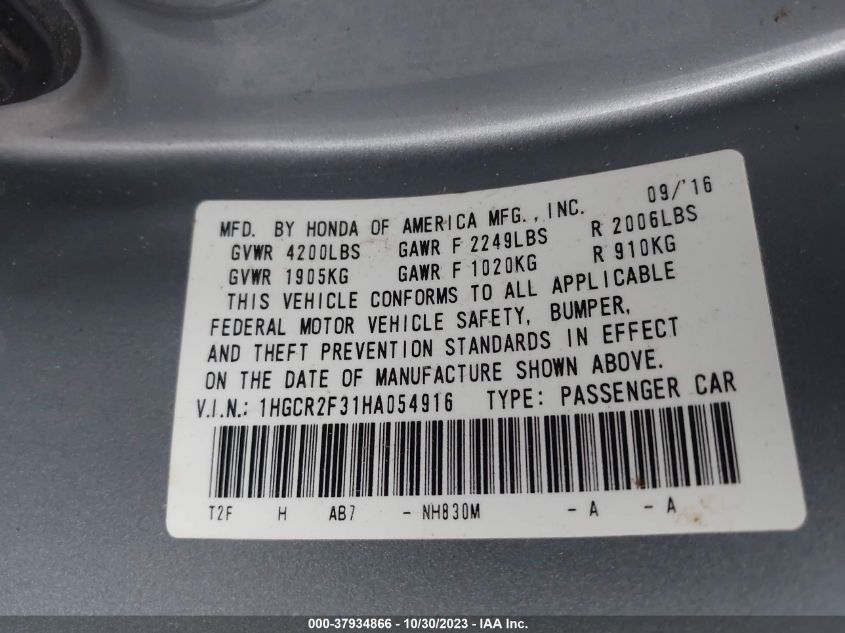 MFD. BY HONDA OF AMERICA MFG., INC. 09/'16
GVWR 4200LBS GAWR F 2249LBS R 2006LBS
GVWR 1905KG GAWR F 1020KG R 910KG
THIS VEHICLE CONFORMS TO ALL APPLICABLE
FEDERAL MOTOR VEHICLE SAFETY, BUMPER,
AND THEFT PREVENTION STANDARDS IN EFFECT
ON THE DATE OF MANUFACTURE SHOWN ABOVE.
V.I.N.: 1HGCR2F31HA054916 TYPE: PASSENGER CAR
T2F H AB7 - NH830M - A - A
000-37934866 - 10/30/2023 - IAA Inc.